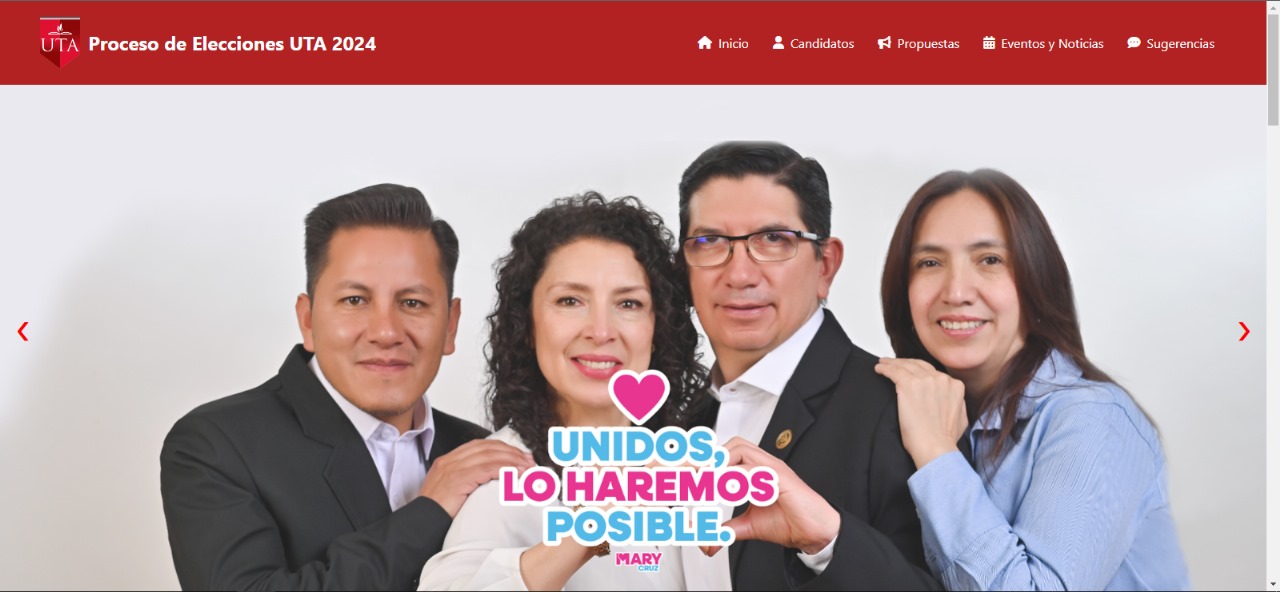 UTA
Proceso de Elecciones UTA 2024
Inicio
Candidatos
Propuestas
Eventos y Noticias
Sugerencias
UNIDOS,
LO HAREMOS
POSIBLE.
MARY
CRUZ